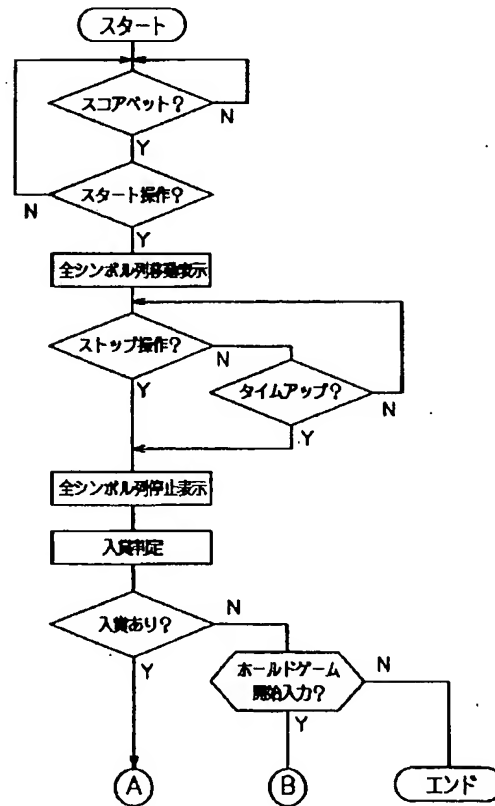 スタート
スコアベット?
N
Y
スタート操作?
N
Y
全シンボル列移動表示
ストップ操作?
N
Y
タイムアップ?
N
Y
全シンボル列停止表示
入賞判定
入賞あり?
N
Y
ホールドゲーム
開始入力?
N
Y
A
B
エンド